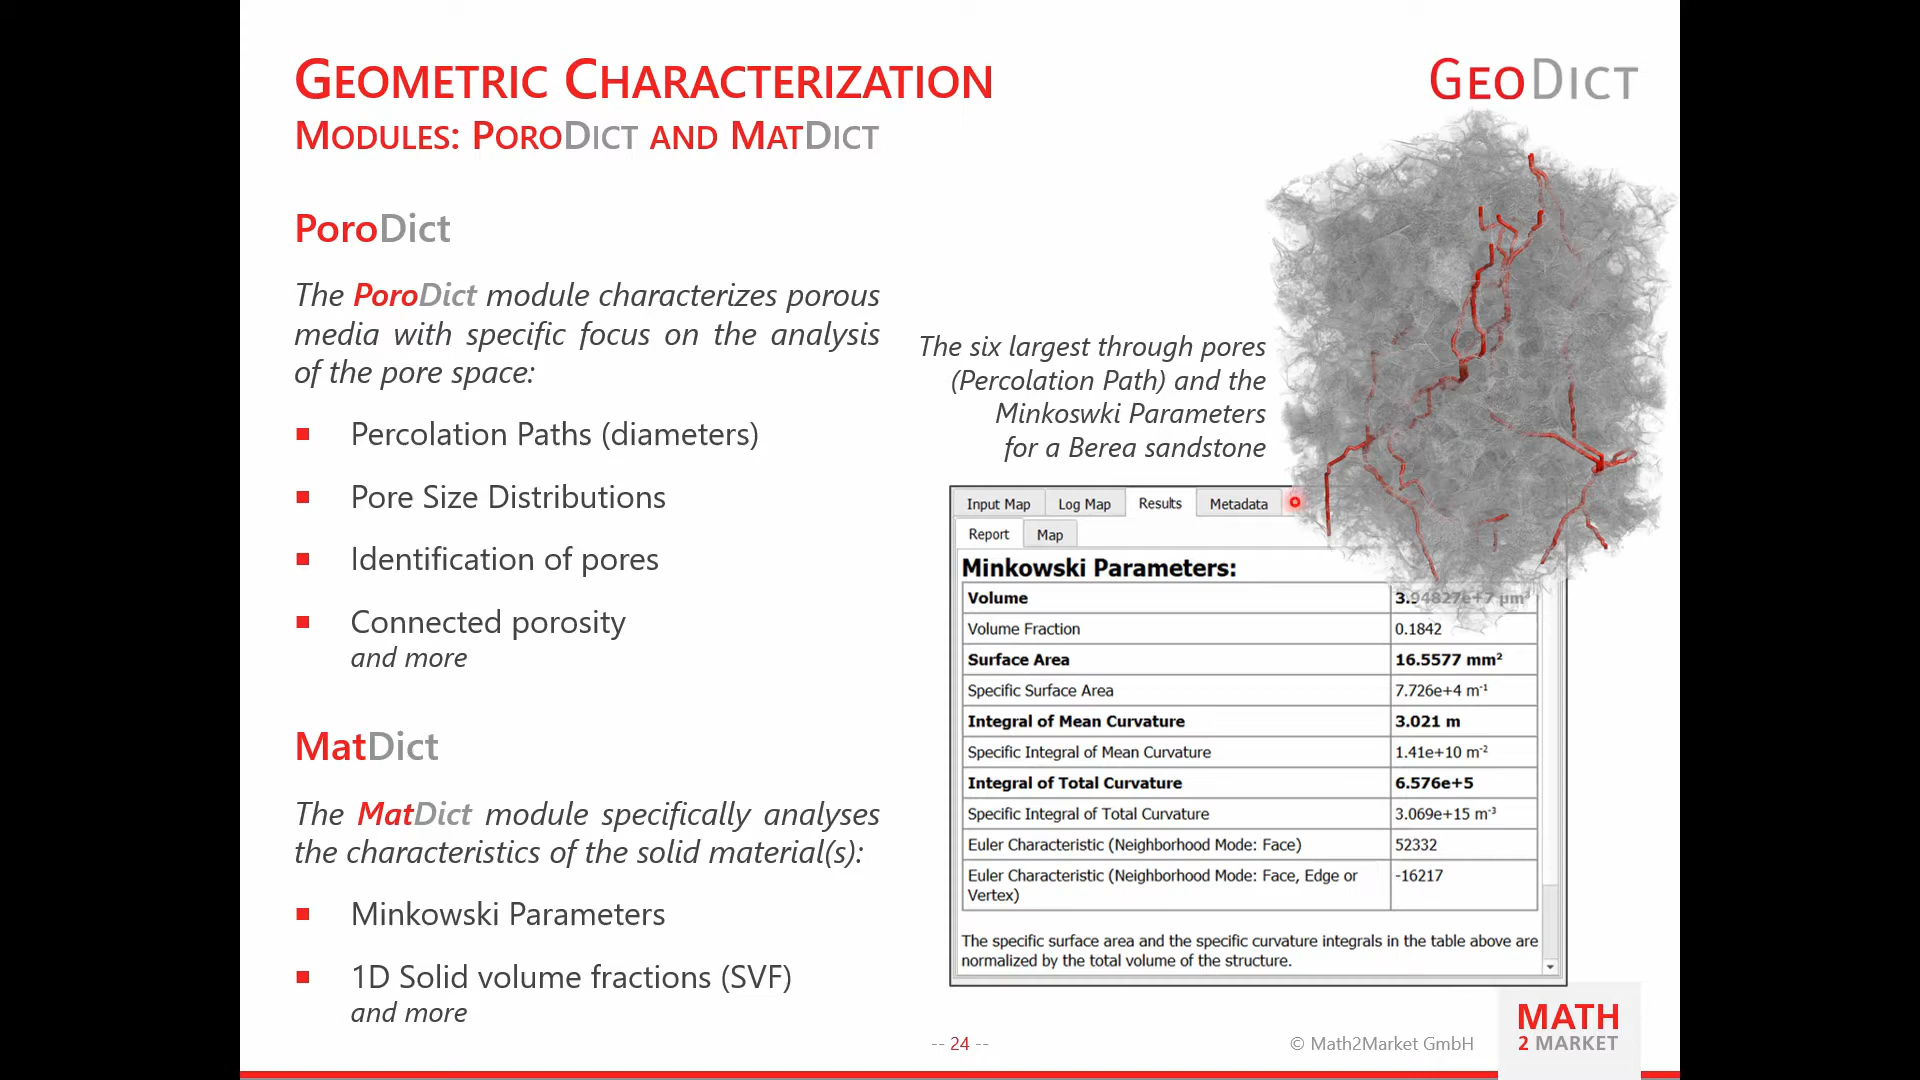 GEOMETRIC CHARACTERIZATION
MODULES: PORODICT AND MATDICT
GEODICT
PoroDict
The PoroDict module characterizes porous
media with specific focus on the analysis
of the pore space:
Percolation Paths (diameters)
Pore Size Distributions
Identification of pores
Connected porosity
and more
MatDict
The MatDict module specifically analyses
the characteristics of the solid material(s):
Minkowski Parameters
1D Solid volume fractions (SVF)
and more
The six largest through pores
(Percolation Path) and the
Minkoswki Parameters
for a Berea sandstone
Input Map Log Map Results Metadata
Report Map
Minkowski Parameters:
Volume 3.94827e+7 µm³
Volume Fraction 0.1842
Surface Area 16.5577 mm²
Specific Surface Area 7.726e+4 m⁻¹
Integral of Mean Curvature 3.021 m
Specific Integral of Mean Curvature 1.41e+10 m⁻²
Integral of Total Curvature 6.576e+5
Specific Integral of Total Curvature 3.069e+15 m⁻³
Euler Characteristic (Neighborhood Mode: Face) 52332
Euler Characteristic (Neighborhood Mode: Face, Edge or -16217
Vertex)
The specific surface area and the specific curvature integrals in the table above are
normalized by the total volume of the structure.
-- 24 --
© Math2Market GmbH
MATH
2 MARKET